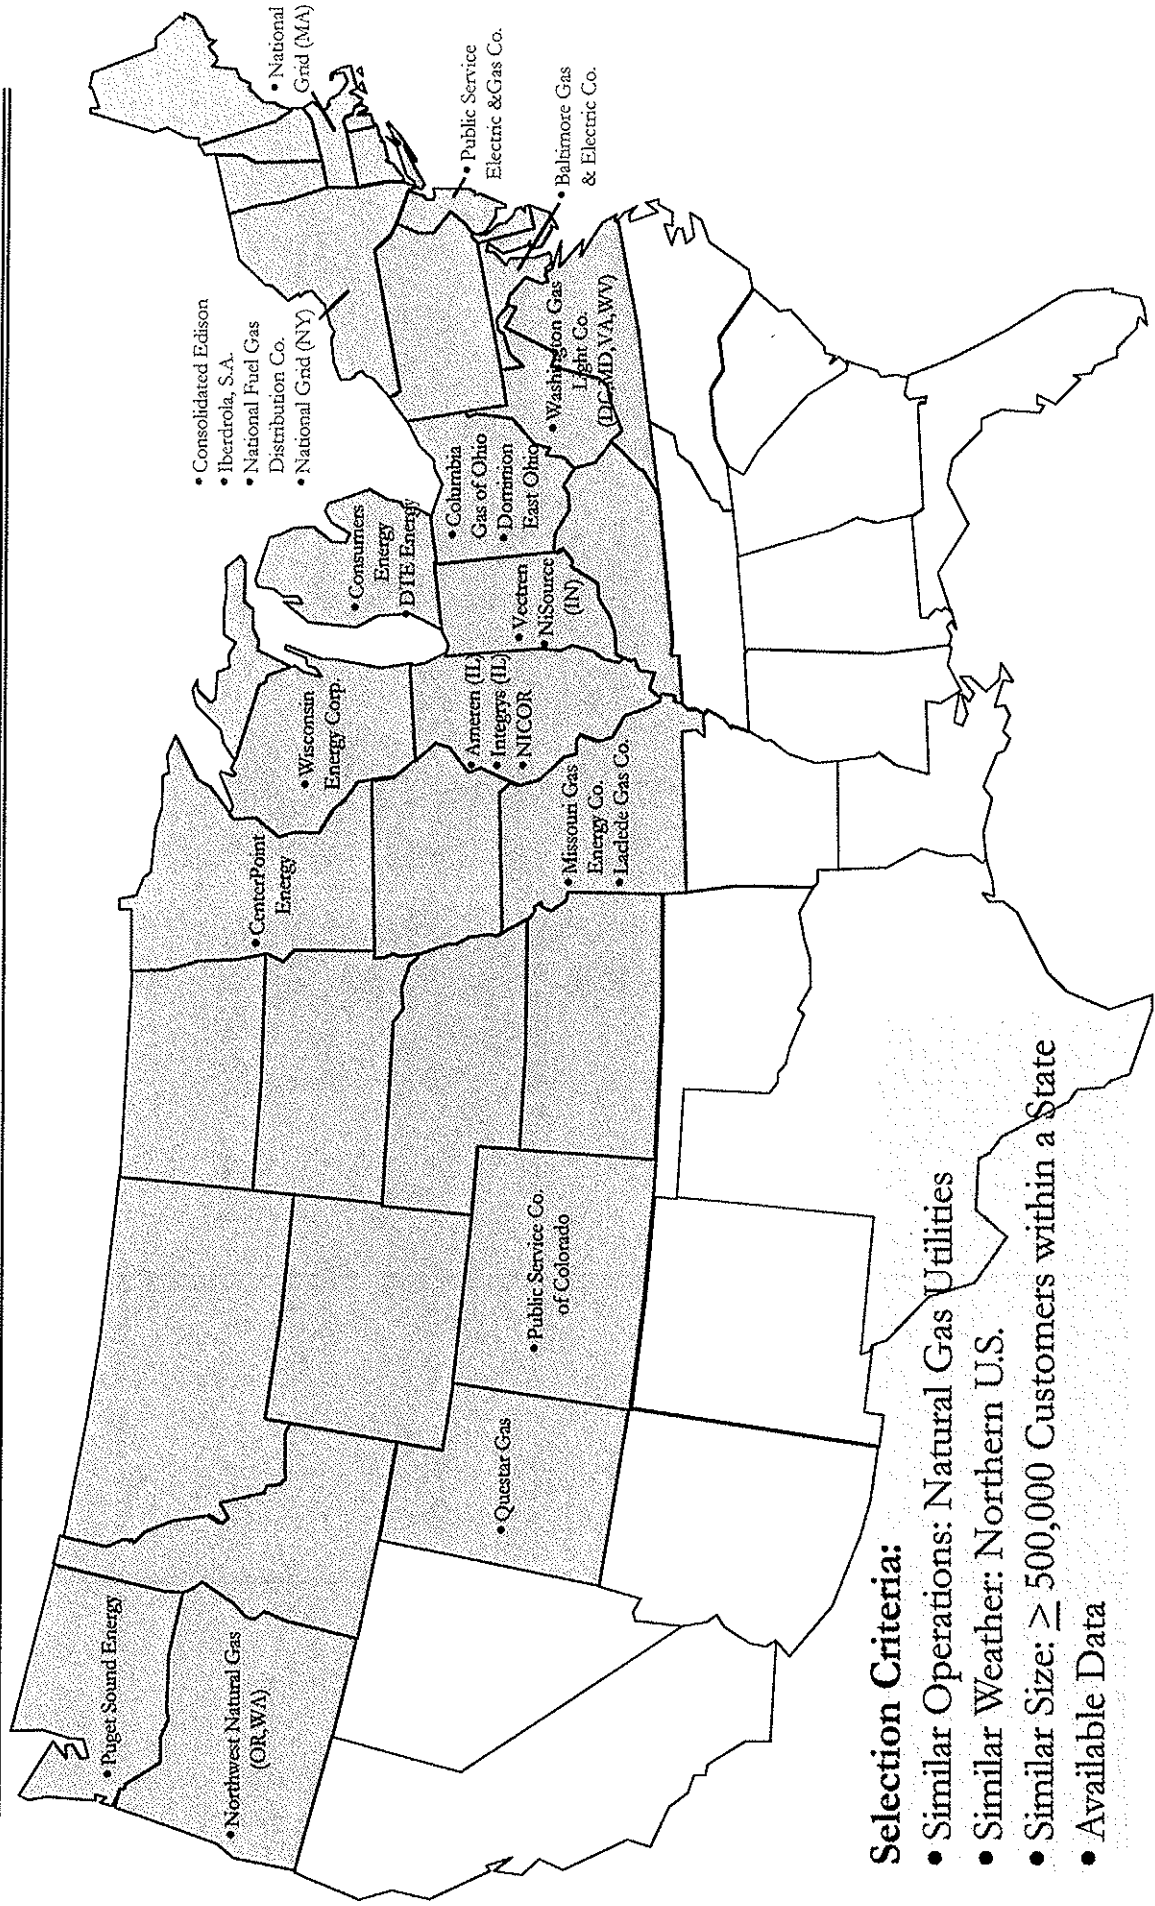 • Puget Sound Energy
• Northwest Natural Gas
(OR,WA)
• Questar Gas
• Public Service Co.
of Colorado
• CenterPoint
Energy
• Wisconsin
Energy Corp.
• Missouri Gas
Energy Co.
• Laclede Gas Co.
• Ameren (IL)
• Integrys (IL)
• NICOR
• Consumers
Energy
• DTE Energy
• Vectren
• NiSource
(IN)
• Columbia
Gas of Ohio
• Dominion
East Ohio
• Consolidated Edison
• Iberdrola, S.A.
• National Fuel Gas
Distribution Co.
• National Grid (NY)
• Washington Gas
Light Co.
(DC,MD,VA,WV)
• National
Grid (MA)
• Public Service
Electric &Gas Co.
• Baltimore Gas
& Electric Co.
Selection Criteria:
• Similar Operations: Natural Gas Utilities
• Similar Weather: Northern U.S.
• Similar Size: ≥ 500,000 Customers within a State
• Available Data